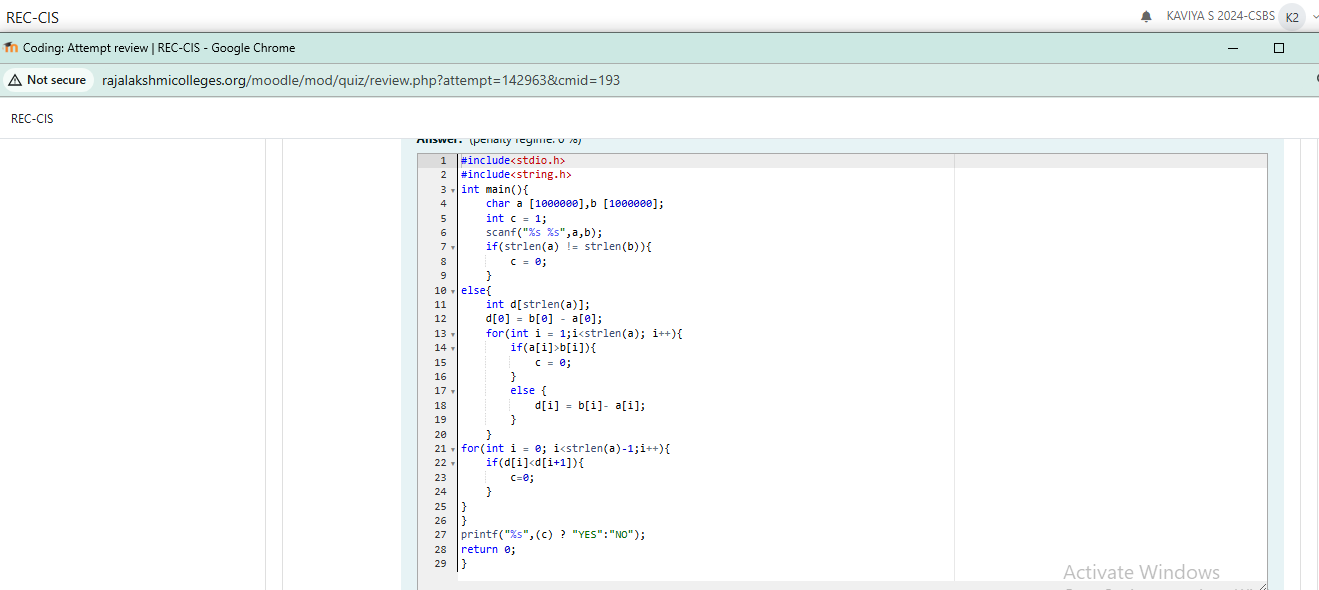 REC-CIS
KAVIYA S 2024-CSBS K2
Coding: Attempt review | REC-CIS - Google Chrome
Not secure rajalakshmicolleges.org/moodle/mod/quiz/review.php?attempt=142963&cmid=193
REC-CIS
Answer: (penalty regime: 0 %)
1 #include<stdio.h>
2 #include<string.h>
3 int main(){
4 char a [1000000],b [1000000];
5 int c = 1;
6 scanf("%s %s",a,b);
7 if(strlen(a) != strlen(b)){
8 c = 0;
9 }
10 else{
11 int d[strlen(a)];
12 d[0] = b[0] - a[0];
13 for(int i = 1;i<strlen(a); i++){
14 if(a[i]>b[i]){
15 c = 0;
16 }
17 else {
18 d[i] = b[i]- a[i];
19 }
20 }
21 for(int i = 0; i<strlen(a)-1;i++){
22 if(d[i]<d[i+1]){
23 c=0;
24 }
25 }
26 }
27 printf("%s",(c) ? "YES":"NO");
28 return 0;
29 }
Activate Windows